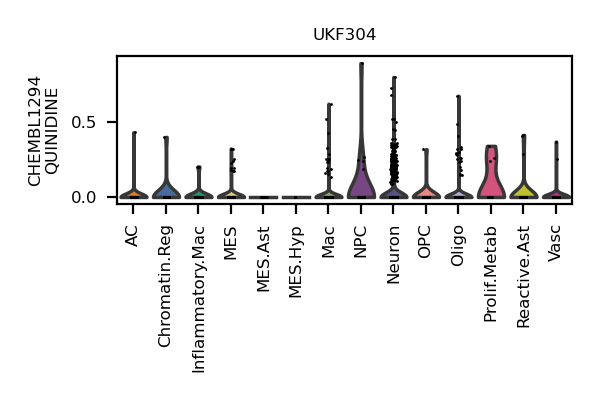 UKF304
CHEMBL1294
QUINIDINE
0.5
0.0
AC
Chromatin.Reg
Inflammatory.Mac
MES
MES.Ast
MES.Hyp
Mac
NPC
Neuron
OPC
Oligo
Prolif.Metab
Reactive.Ast
Vasc